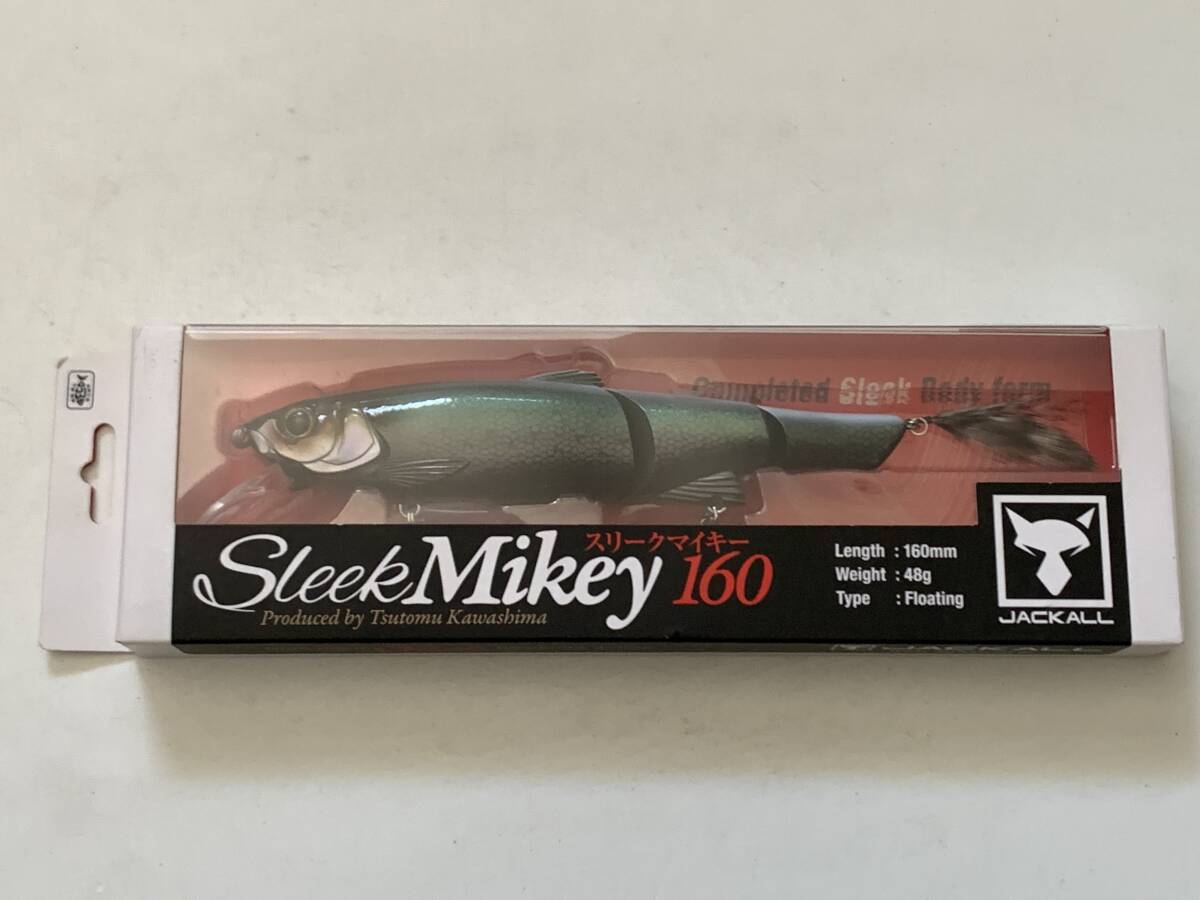 Completed Sleek Body form
スリークマイキー
Sleek Mikey 160
Produced by Tsutomu Kawashima
Length : 160mm
Weight : 48g
Type : Floating
JACKALL
JACKALL